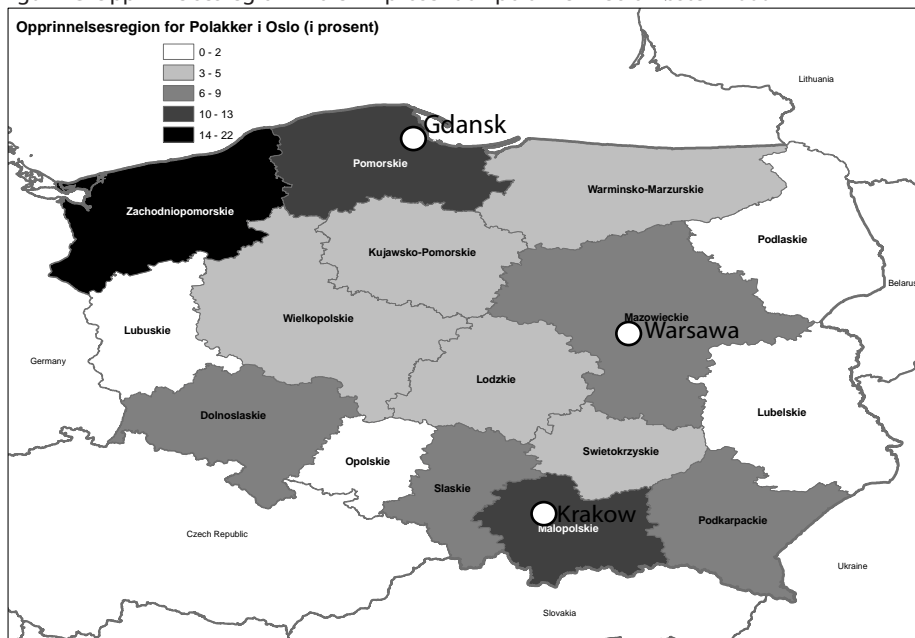 Opprinnelsesregion for Polakker i Oslo (i prosent)
0 - 2
3 - 5
6 - 9
10 - 13
14 - 22
Lithuania
Gdansk
Pomorskie
Warminsko-Marzurskie
Zachodniopomorskie
Podlaskie
Kujawsko-Pomorskie
Belarus
Wielkopolskie
Mazowieckie
Lubuskie
Warsawa
Germany
Lodzkie
Dolnoslaskie
Lubelskie
Swietokrzyskie
Opolskie
Slaskie
Krakow
Malopolskie
Podkarpackie
Czech Republic
Ukraine
Slovakia